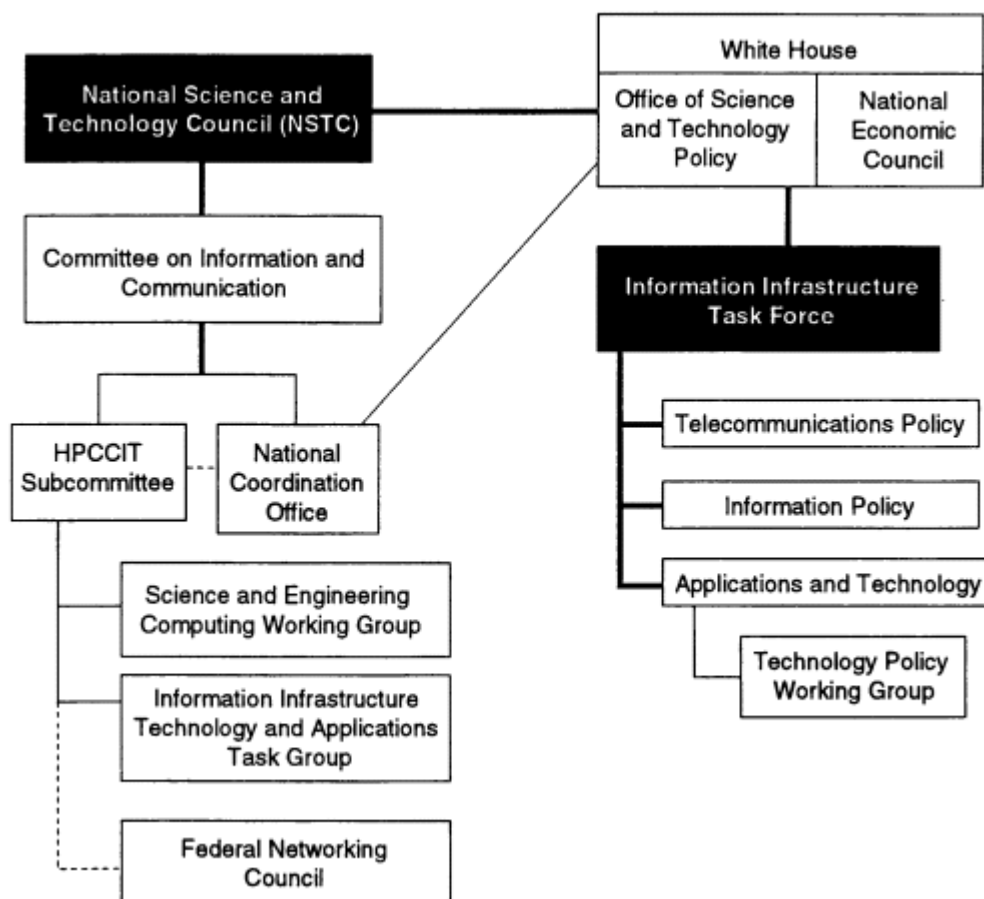 White House
National Science and
Technology Council (NSTC)
Office of Science
and Technology
Policy
National
Economic
Council
Committee on Information and
Communication
Information Infrastructure
Task Force
HPCCIT
Subcommittee
National
Coordination
Office
Telecommunications Policy
Information Policy
Applications and Technology
Technology Policy
Working Group
Science and Engineering
Computing Working Group
Information Infrastructure
Technology and Applications
Task Group
Federal Networking
Council